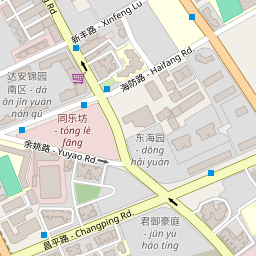 Rd
新丰路 - Xinfeng Lu
海防路 - Haifang Rd
达安锦园
南区 - dá
ān jǐn yuán
nán qū
同乐坊
- tóng lè
fāng
东海园
- dōng
hǎi yuán
余姚路 - Yuyao Rd
君御豪庭
- jūn yù
háo tíng
昌平路 - Changping Rd.